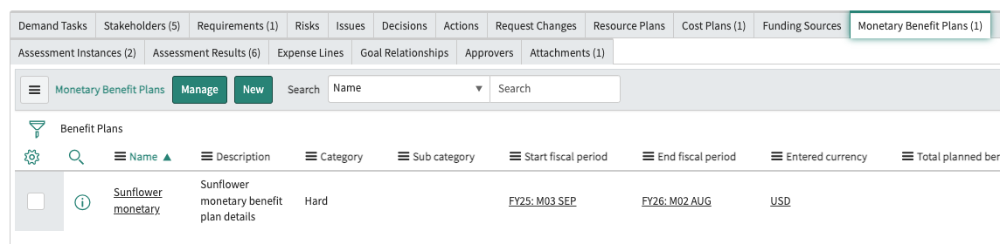 Demand Tasks Stakeholders (5) Requirements (1) Risks Issues Decisions Actions Request Changes Resource Plans Cost Plans (1) Funding Sources Monetary Benefit Plans (1)
Assessment Instances (2) Assessment Results (6) Expense Lines Goal Relationships Approvers Attachments (1)
Monetary Benefit Plans Manage New Search Name Search
Benefit Plans
Name Description Category Sub category Start fiscal period End fiscal period Entered currency Total planned ben
Sunflower monetary
Sunflower monetary benefit plan details
Hard
FY25: M03 SEP
FY26: M02 AUG
USD